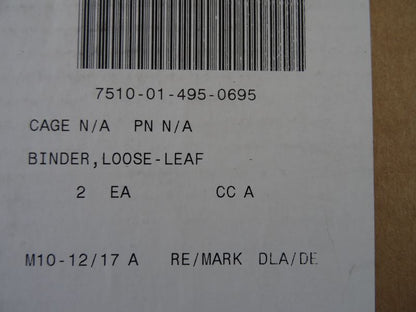 7510-01-495-0695
CAGE N/A PN N/A
BINDER,LOOSE-LEAF
2 EA CC A
M10-12/17 A RE/MARK DLA/DE